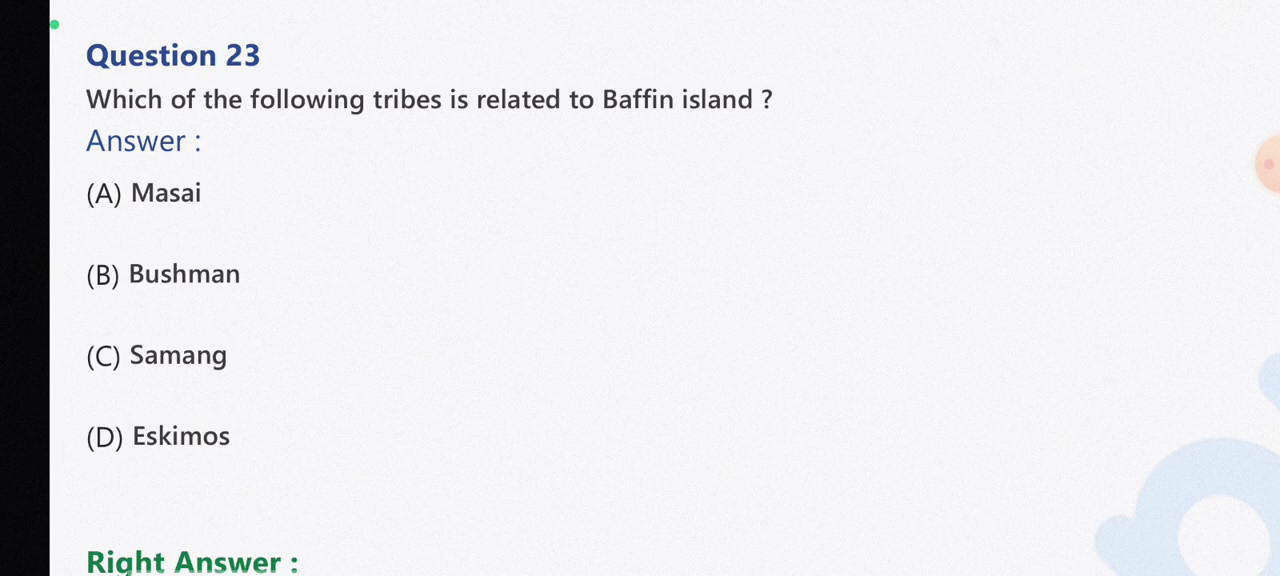 Question 23
Which of the following tribes is related to Baffin island ?
Answer :
(A) Masai
(B) Bushman
(C) Samang
(D) Eskimos
Right Answer :